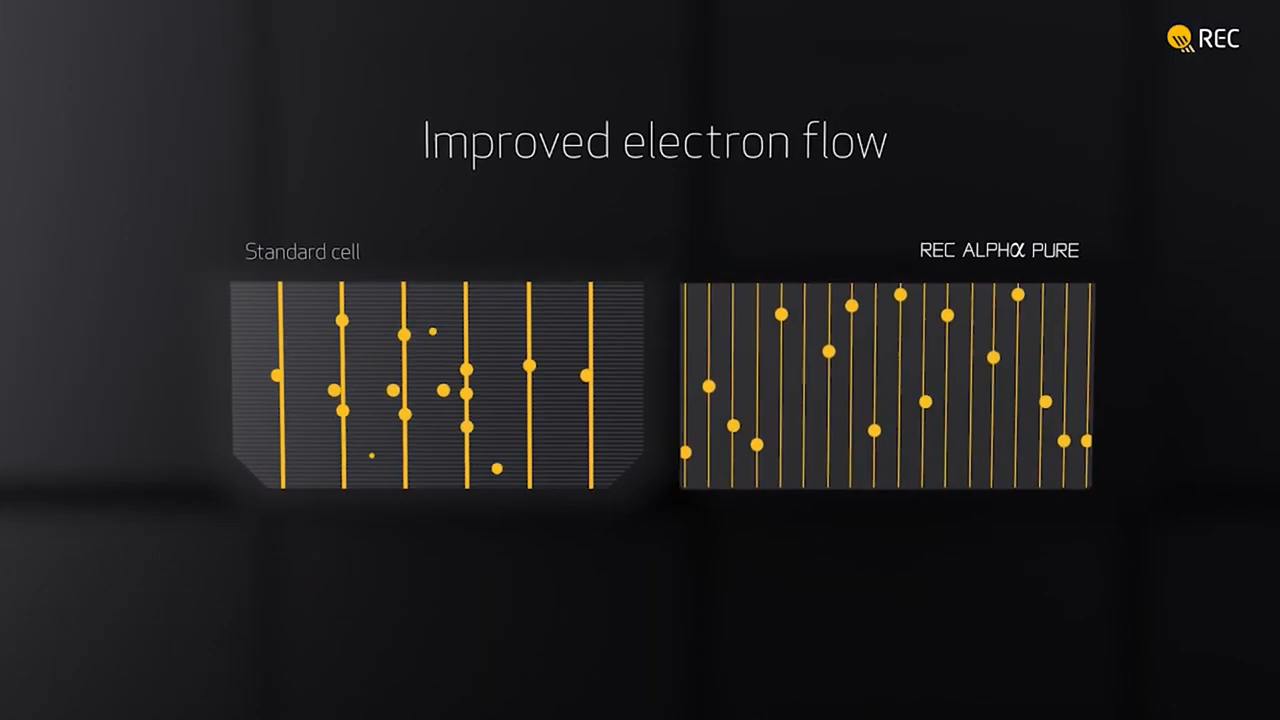 REC
Improved electron flow
Standard cell
REC ALPHα PURE